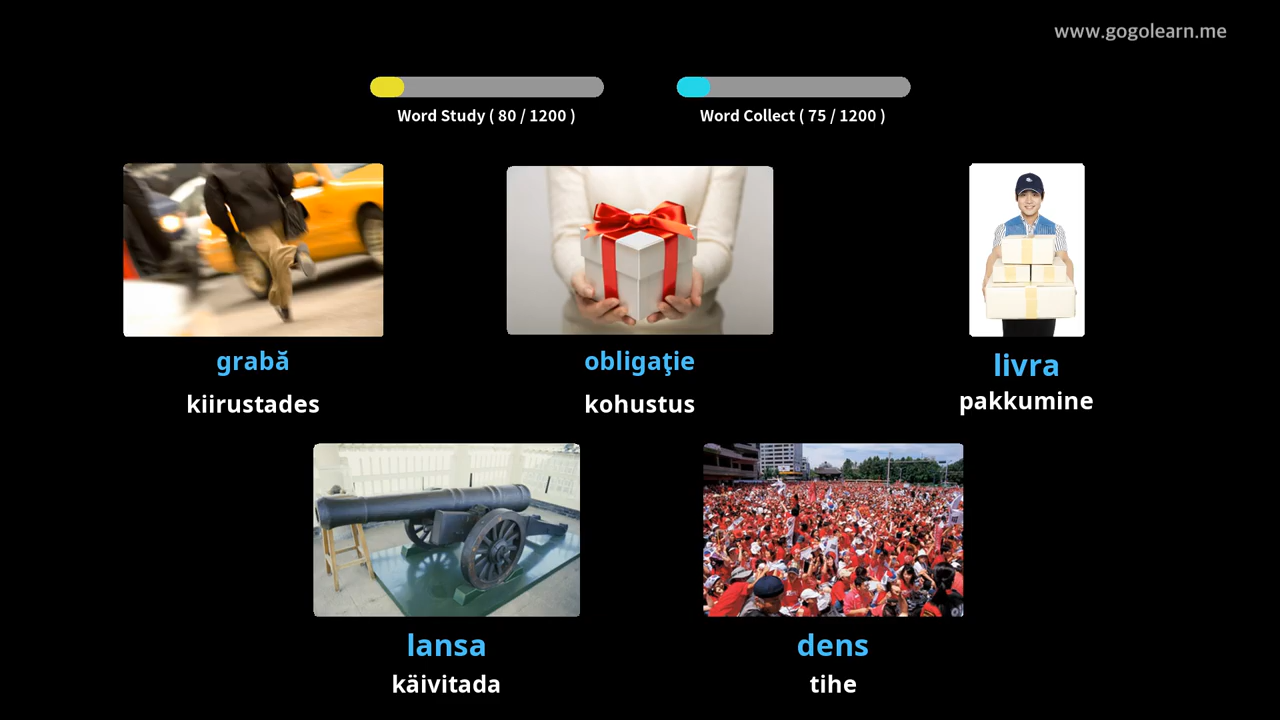 www.gogolearn.me
Word Study ( 80 / 1200 )
Word Collect ( 75 / 1200 )
grabă
obligaţie
livra
kiirustades
kohustus
pakkumine
lansa
dens
käivitada
tihe